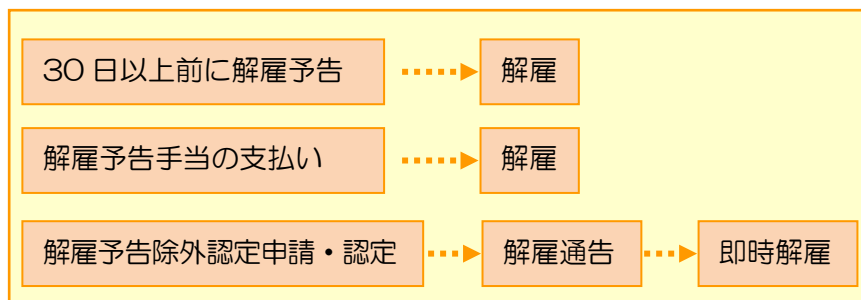 30日以上前に解雇予告 解雇
解雇予告手当の支払い 解雇
解雇予告除外認定申請・認定 解雇通告 即時解雇